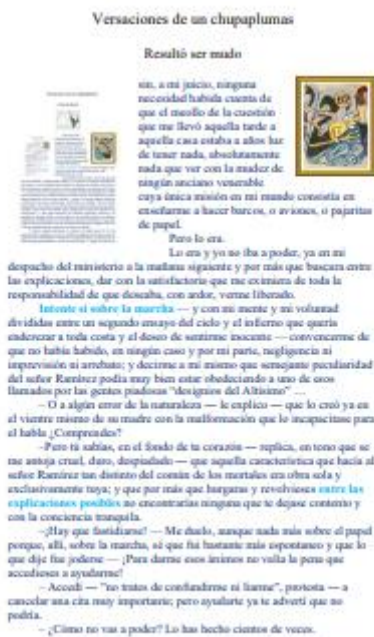 Versaciones de un chupaplumas
Resultó ser mudo
sin, a mi juicio, ninguna
necesidad habida cuenta de
que el meollo de la cuestión
que me llevó aquella tarde a
aquella casa estaba a años luz
de tener nada, absolutamente
nada que ver con la mudez de
ningún anciano venerable
cuya única misión en mi mundo consistía en
enseñarme a hacer barcos, o aviones, o pajaritas
de papel.
Pero lo era.
Lo era y yo no iba a poder, ya en mi
despacho del ministerio a la mañana siguiente y por más que buscara entre
las explicaciones, dar con la satisfactoria que me eximiera de toda la
responsabilidad de que deseaba, con ardor, verme liberado.
Intenté si sobre la marcha — y con mi mente y mi voluntad
divididas entre un segundo ensayo del cielo y el infierno que quería
enderezar a toda costa y el deseo de sentirme inocente — convencerme de
que no había habido, en ningún caso y por mi parte, negligencia ni
imprevisión ni arrebato; y decirme a mí mismo que semejante peculiaridad
del señor Ramírez podía muy bien estar obedeciendo a uno de esos
llamados por las gentes piadosas "designios del Altísimo" …
– O a algún error de la naturaleza — le explico — que lo creó ya en
el vientre mismo de su madre con la malformación que lo incapacitase para
el habla ¿Comprendes?
–Pero tú sabías, en el fondo de tu corazón — replica, en tono que se
me antoja cruel, duro, despiadado — que aquella característica que hacía al
señor Ramírez tan distinto del común de los mortales era obra sola y
exclusivamente tuya; y que por más que hurgaras y revolvieses entre las
explicaciones posibles no encontrarías ninguna que te dejase contento y
con la conciencia tranquila.
–¡Hay que fastidiarse! — Me duelo, aunque nada más sobre el papel
porque, allí, sobre la marcha, sé que fui bastante más espontáneo y que lo
que dije fue joderse — ¡Para darme esos ánimos no valía la pena que
accedieses a ayudarme!
– Accedí — "no trates de confundirme ni liarme", protesta — a
cancelar una cita muy importante; pero ayudarte ya te advertí que no
podría.
– ¿Cómo no vas a poder? Lo has hecho cientos de veces.